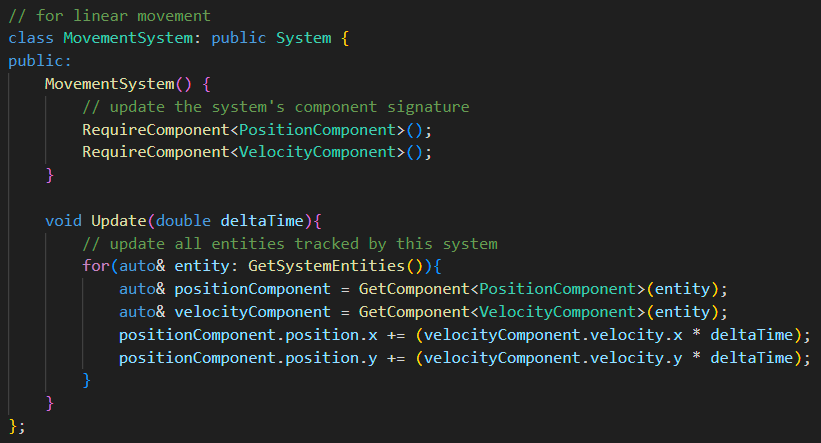 // for linear movement
class MovementSystem: public System {
public:
    MovementSystem() {
        // update the system's component signature
        RequireComponent<PositionComponent>();
        RequireComponent<VelocityComponent>();
    }

    void Update(double deltaTime){
        // update all entities tracked by this system
        for(auto& entity: GetSystemEntities()){
            auto& positionComponent = GetComponent<PositionComponent>(entity);
            auto& velocityComponent = GetComponent<VelocityComponent>(entity);
            positionComponent.position.x += (velocityComponent.velocity.x * deltaTime);
            positionComponent.position.y += (velocityComponent.velocity.y * deltaTime);
        }
    }
};